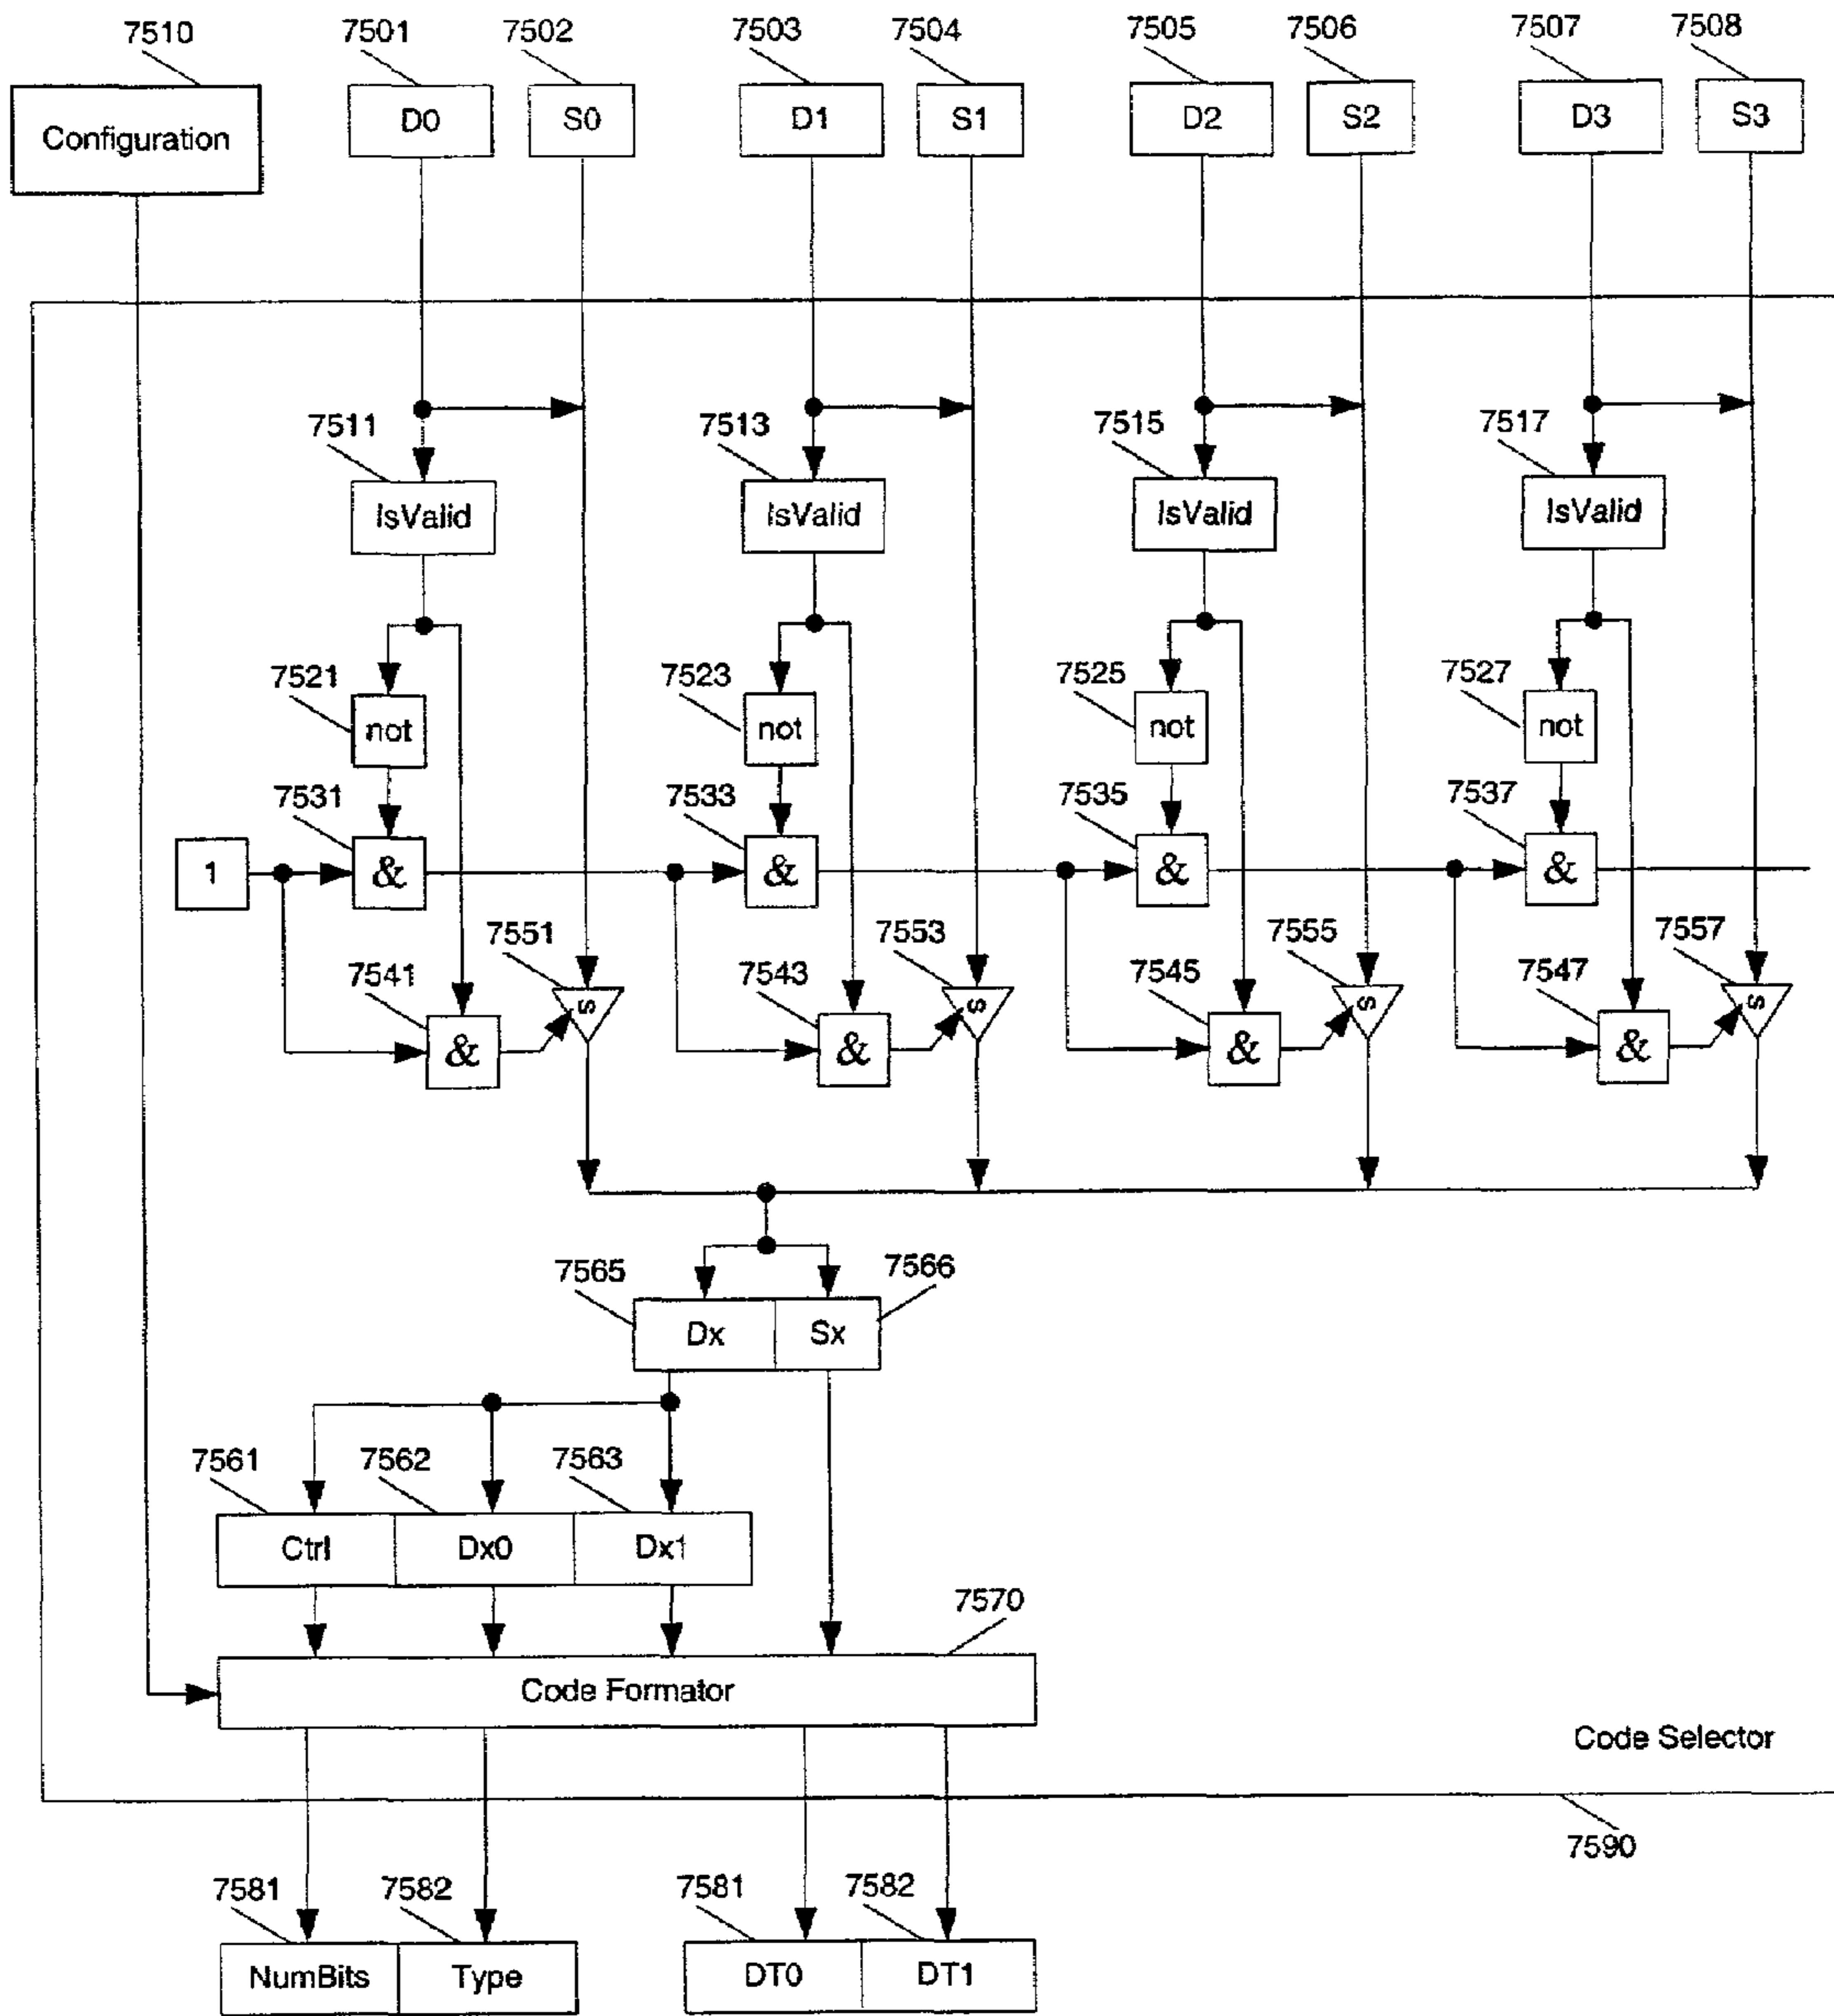 7510 7501 7502 7503 7504 7505 7506 7507 7508
Configuration D0 S0 D1 S1 D2 S2 D3 S3
7511 7513 7515 7517
IsValid IsValid IsValid IsValid
7521 7523 7525 7527
not not not not
7531 7533 7535 7537
1 & & & &
7541 7551 7543 7553 7545 7555 7547 7557
& s & s & s & s
7565 7566
Dx Sx
7561 7562 7563
Ctrl Dx0 Dx1
7570
Code Formator
Code Selector
7590
7581 7582 7581 7582
NumBits Type DT0 DT1